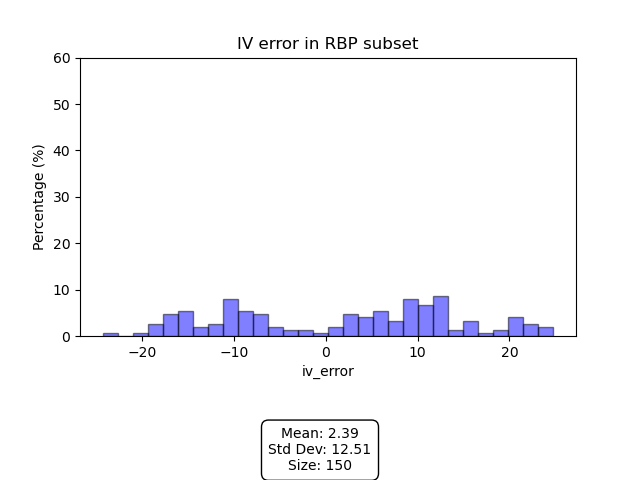 IV error in RBP subset
60
50
40
30
20
10
0
Percentage (%)
−20
−10
0
10
20
iv_error
Mean: 2.39
Std Dev: 12.51
Size: 150